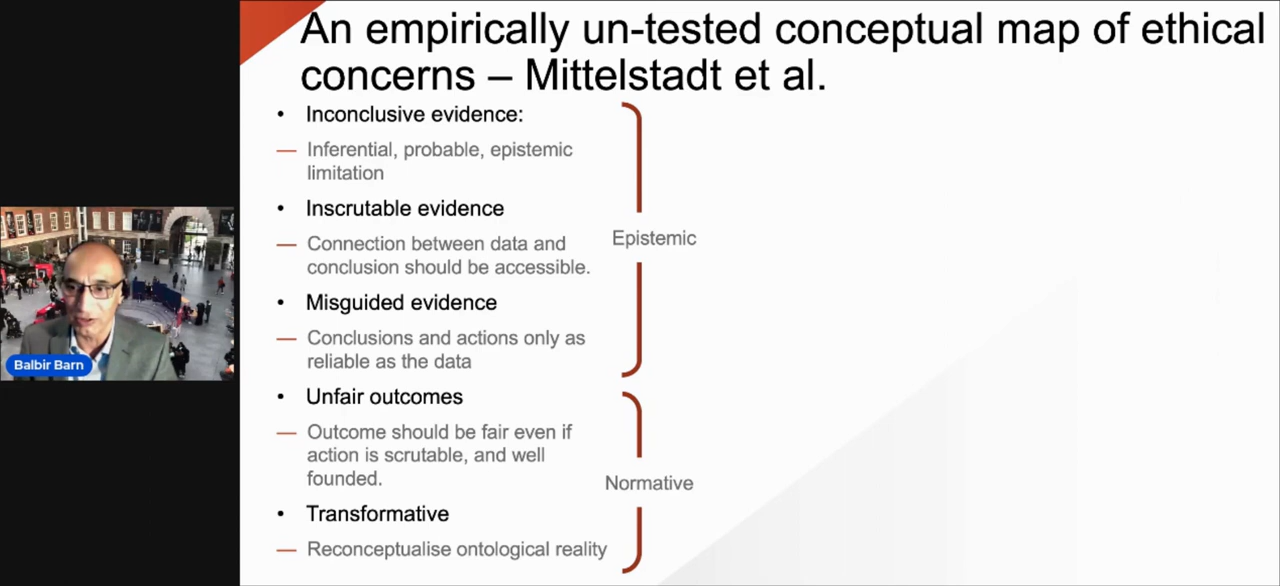 An empirically un-tested conceptual map of ethical
concerns – Mittelstadt et al.
• Inconclusive evidence:
— Inferential, probable, epistemic
limitation
• Inscrutable evidence
— Connection between data and
conclusion should be accessible.
• Misguided evidence
— Conclusions and actions only as
reliable as the data
• Unfair outcomes
— Outcome should be fair even if
action is scrutable, and well
founded.
• Transformative
— Reconceptualise ontological reality
Epistemic
Normative
Balbir Barn